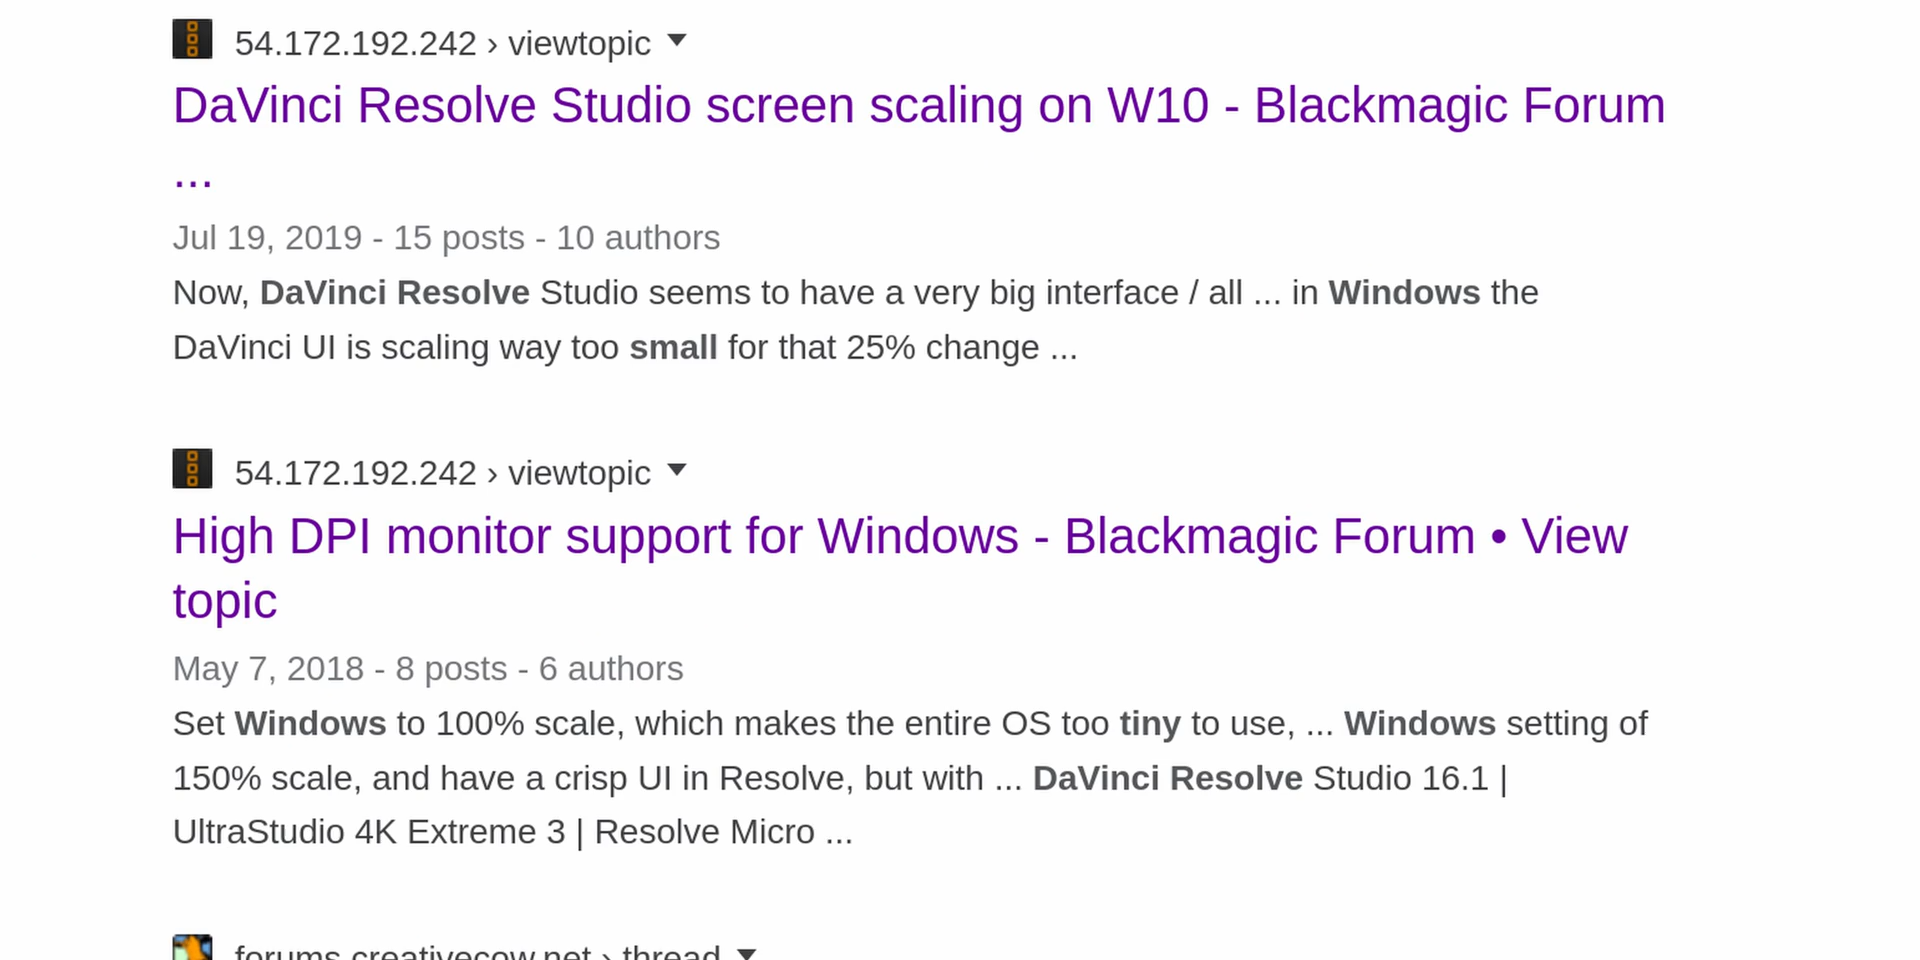 54.172.192.242 › viewtopic
DaVinci Resolve Studio screen scaling on W10 - Blackmagic Forum
...
Jul 19, 2019 - 15 posts - 10 authors
Now, DaVinci Resolve Studio seems to have a very big interface / all ... in Windows the
DaVinci UI is scaling way too small for that 25% change ...
54.172.192.242 › viewtopic
High DPI monitor support for Windows - Blackmagic Forum • View
topic
May 7, 2018 - 8 posts - 6 authors
Set Windows to 100% scale, which makes the entire OS too tiny to use, ... Windows setting of
150% scale, and have a crisp UI in Resolve, but with ... DaVinci Resolve Studio 16.1 |
UltraStudio 4K Extreme 3 | Resolve Micro ...
forums.creativecow.net › thread